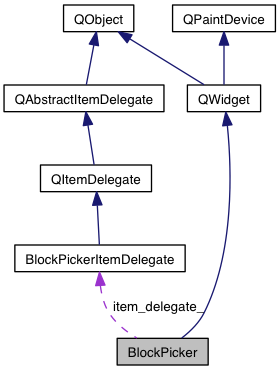 QObject
QPaintDevice
QAbstractItemDelegate
QWidget
QItemDelegate
BlockPickerItemDelegate
item_delegate_
BlockPicker